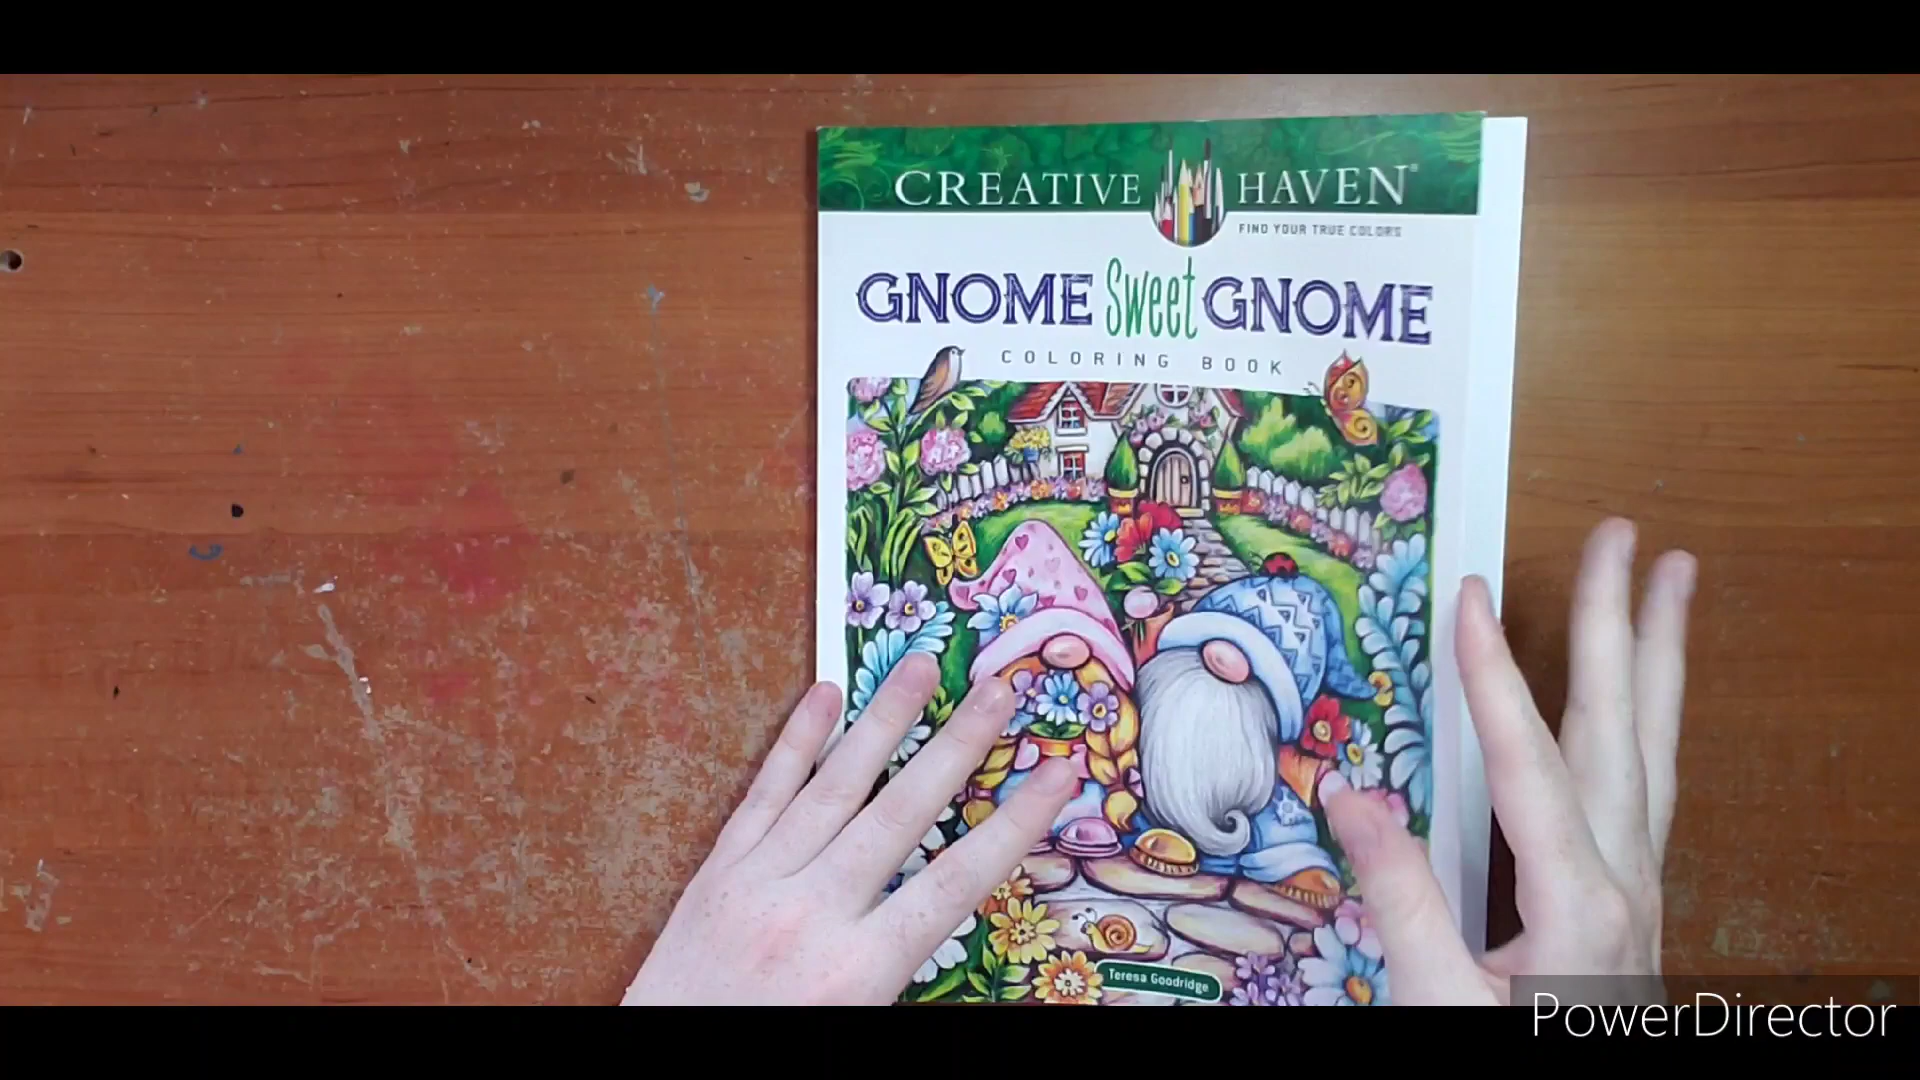 CREATIVE HAVEN®
FIND YOUR TRUE COLORS
GNOME Sweet GNOME
COLORING BOOK
Teresa Goodridge
PowerDirector